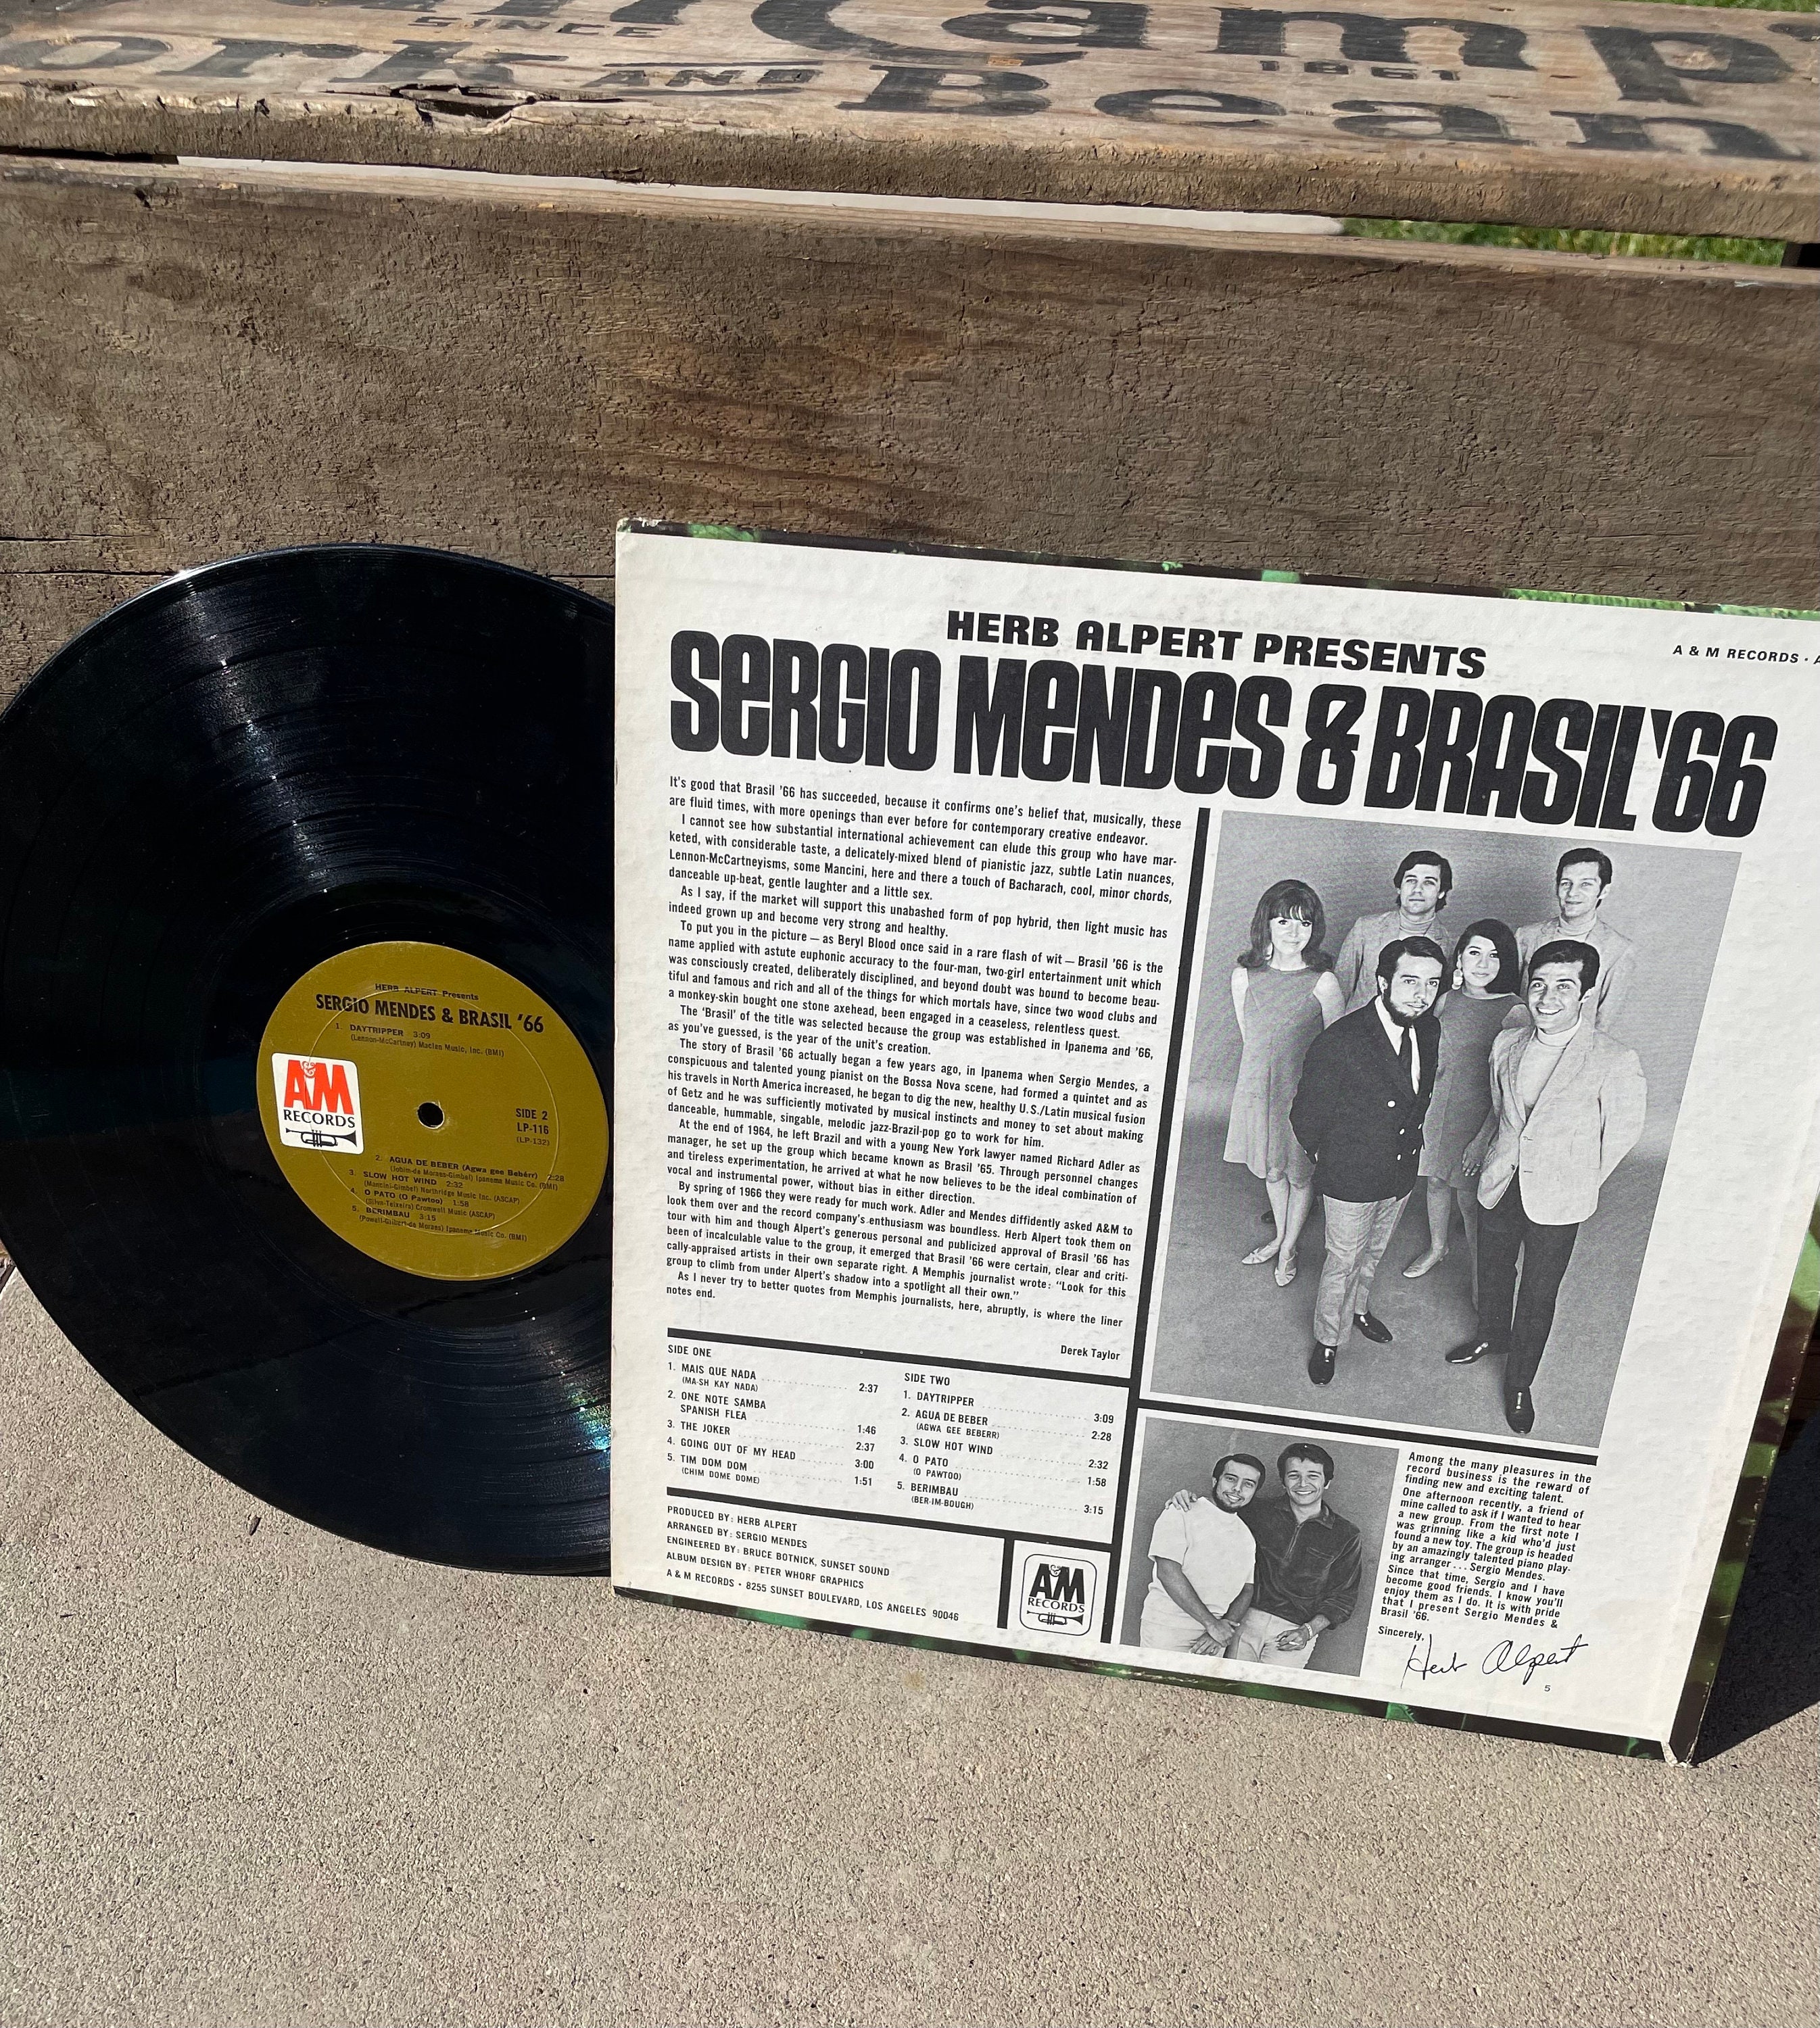 SINCE
Camp
1861
ork AND Bean
HERB ALPERT Presents
SERGIO MENDES & BRASIL '66
1. DAYTRIPPER 3:09
(Lennon-McCartney) Maclen Music, Inc. (BMI)
A&M
RECORDS
SIDE 2
LP-116
(LP-132)
2. AGUA DE BEBER (Agwa gee Bebérr) 2:28
(Jobim-de Moraes-Gimbel) Ipanema Music Co. (BMI)
3. SLOW HOT WIND 2:32
(Mancini-Gimbel) Northridge Music Inc. (ASCAP)
4. O PATO (O Pawtoo) 1:58
(Silva-Teixeira) Cromwell Music (ASCAP)
5. BERIMBAU 3:15
(Powell-Gilbert-de Moraes) Ipanema Music Co. (BMI)
HERB ALPERT PRESENTS
A & M RECORDS ·
SERGIO MENDES & BRASIL '66
It's good that Brasil '66 has succeeded, because it confirms one's belief that, musically, these
are fluid times, with more openings than ever before for contemporary creative endeavor.
I cannot see how substantial international achievement can elude this group who have mar-
keted, with considerable taste, a delicately-mixed blend of pianistic jazz, subtle Latin nuances,
Lennon-McCartneyisms, some Mancini, here and there a touch of Bacharach, cool, minor chords,
danceable up-beat, gentle laughter and a little sex.
As I say, if the market will support this unabashed form of pop hybrid, then light music has
indeed grown up and become very strong and healthy.
To put you in the picture — as Beryl Blood once said in a rare flash of wit — Brasil '66 is the
name applied with astute euphonic accuracy to the four-man, two-girl entertainment unit which
was consciously created, deliberately disciplined, and beyond doubt was bound to become beau-
tiful and famous and rich and all of the things for which mortals have, since two wood clubs and
a monkey-skin bought one stone axehead, been engaged in a ceaseless, relentless quest.
The 'Brasil' of the title was selected because the group was established in Ipanema and '66,
as you've guessed, is the year of the unit's creation.
The story of Brasil '66 actually began a few years ago, in Ipanema when Sergio Mendes, a
conspicuous and talented young pianist on the Bossa Nova scene, had formed a quintet and as
his travels in North America increased, he began to dig the new, healthy U.S./Latin musical fusion
of Getz and he was sufficiently motivated by musical instincts and money to set about making
danceable, hummable, singable, melodic jazz-Brazil-pop go to work for him.
At the end of 1964, he left Brazil and with a young New York lawyer named Richard Adler as
manager, he set up the group which became known as Brasil '65. Through personnel changes
and tireless experimentation, he arrived at what he now believes to be the ideal combination of
vocal and instrumental power, without bias in either direction.
By spring of 1966 they were ready for much work. Adler and Mendes diffidently asked A&M to
look them over and the record company's enthusiasm was boundless. Herb Alpert took them on
tour with him and though Alpert's generous personal and publicized approval of Brasil '66 has
been of incalculable value to the group, it emerged that Brasil '66 were certain, clear and criti-
cally-appraised artists in their own separate right. A Memphis journalist wrote: "Look for this
group to climb from under Alpert's shadow into a spotlight all their own."
As I never try to better quotes from Memphis journalists, here, abruptly, is where the liner
notes end.
Derek Taylor
SIDE ONE
1. MAIS QUE NADA 2:37
(MA-SH KAY NADA)
2. ONE NOTE SAMBA
SPANISH FLEA 1:46
3. THE JOKER 2:37
4. GOING OUT OF MY HEAD 3:00
5. TIM DOM DOM 1:51
(CHIM DOME DOME)
SIDE TWO
1. DAYTRIPPER 3:09
2. AGUA DE BEBER 2:28
(AGWA GEE BEBERR)
3. SLOW HOT WIND 2:32
4. O PATO 1:58
(O PAWTOO)
5. BERIMBAU 3:15
(BER-IM-BOUGH)
PRODUCED BY: HERB ALPERT
ARRANGED BY: SERGIO MENDES
ENGINEERED BY: BRUCE BOTNICK, SUNSET SOUND
ALBUM DESIGN BY: PETER WHORF GRAPHICS
A & M RECORDS · 8255 SUNSET BOULEVARD, LOS ANGELES 90046
A&M
RECORDS
Among the many pleasures in the
record business is the reward of
finding new and exciting talent.
One afternoon recently, a friend of
mine called to ask if I wanted to hear
a new group. From the first note I
was grinning like a kid who'd just
found a new toy. The group is headed
by an amazingly talented piano play-
ing arranger... Sergio Mendes.
Since that time, Sergio and I have
become good friends. I know you'll
enjoy them as I do. It is with pride
that I present Sergio Mendes &
Brasil '66.
Sincerely,
Herb Alpert
5